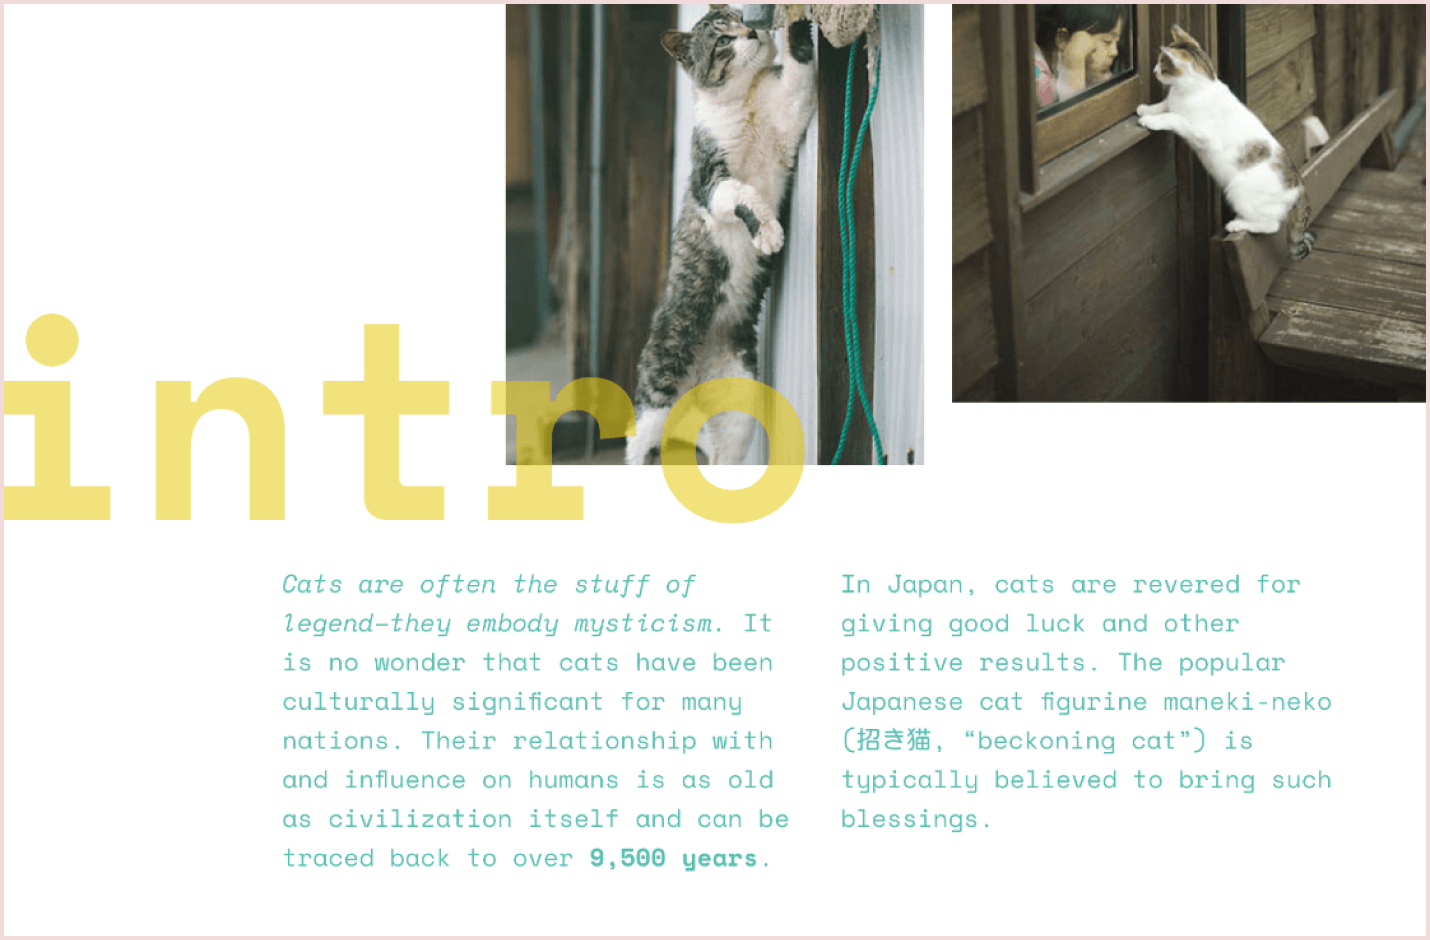 intro
Cats are often the stuff of
legend—they embody mysticism. It
is no wonder that cats have been
culturally significant for many
nations. Their relationship with
and influence on humans is as old
as civilization itself and can be
traced back to over 9,500 years.
In Japan, cats are revered for
giving good luck and other
positive results. The popular
Japanese cat figurine maneki-neko
(招き猫, “beckoning cat”) is
typically believed to bring such
blessings.